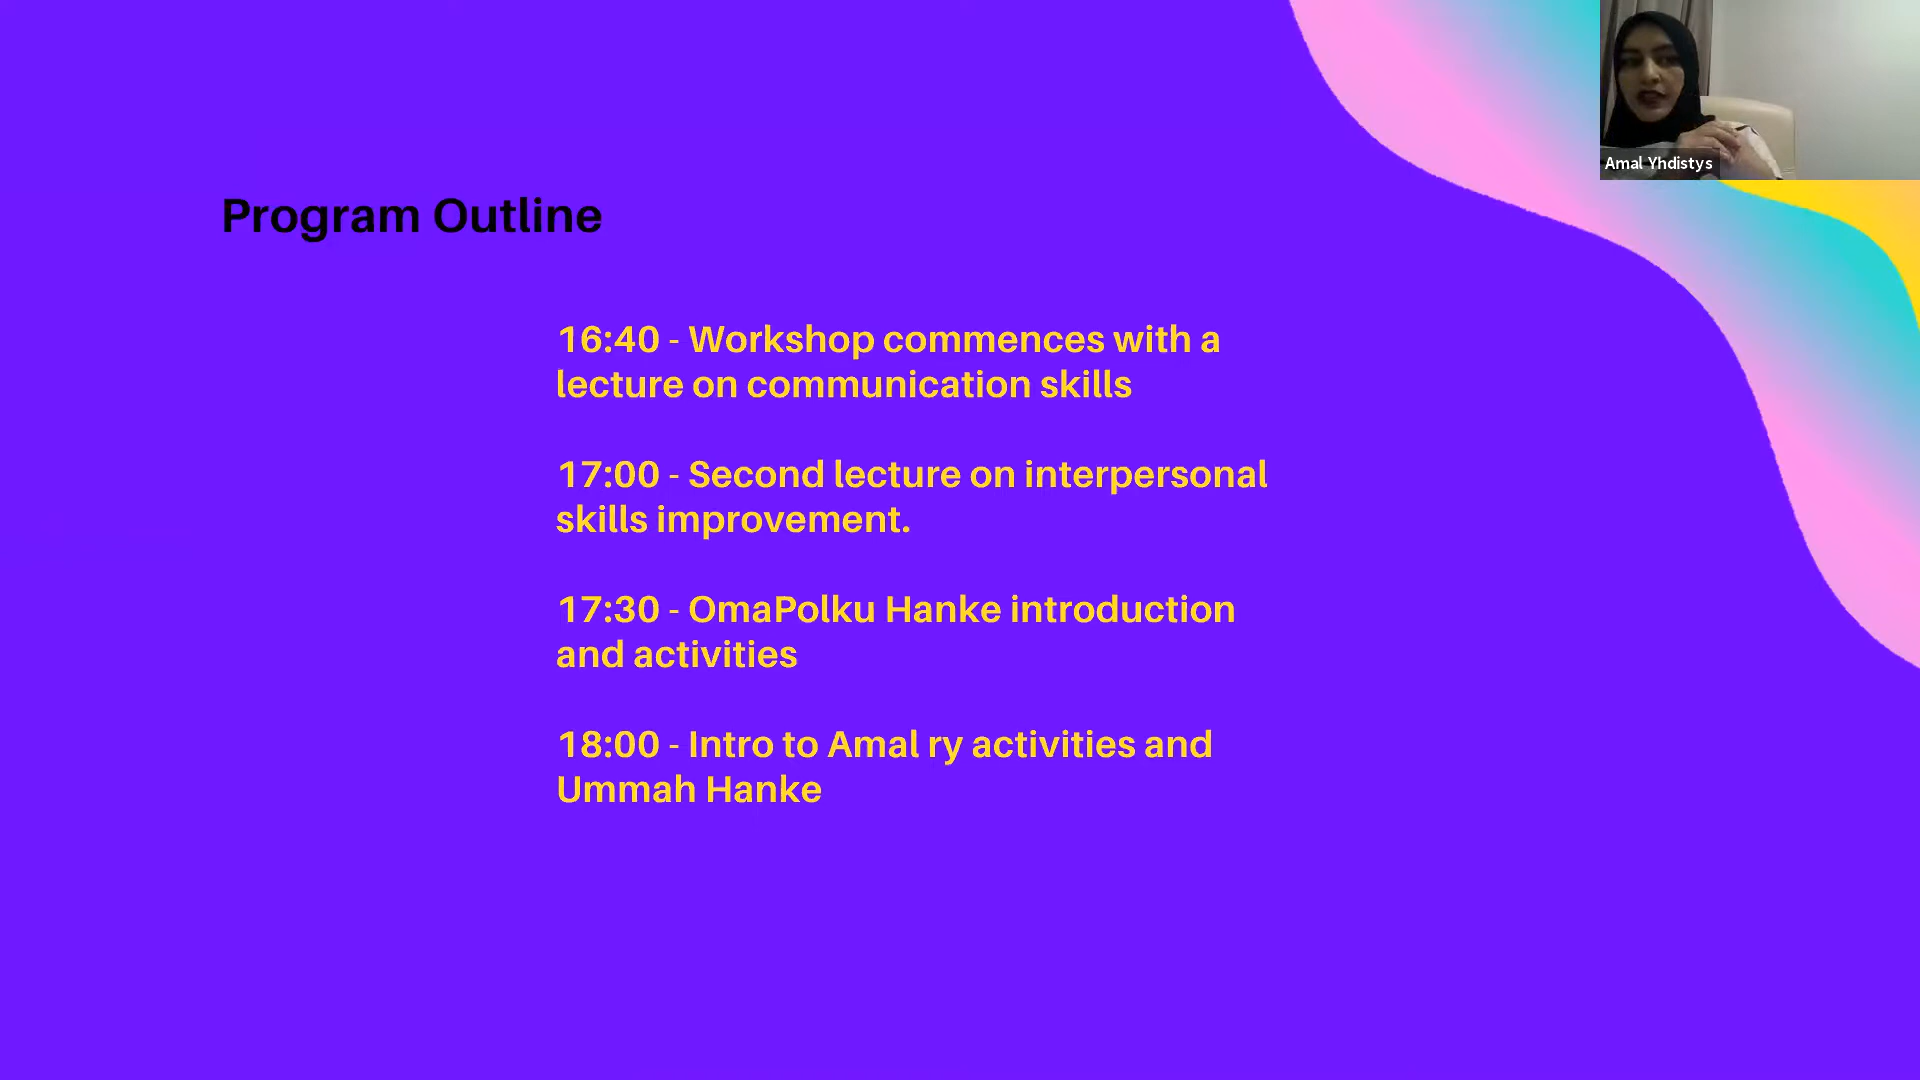 Amal Yhdistys
Program Outline
16:40 - Workshop commences with a
lecture on communication skills
17:00 - Second lecture on interpersonal
skills improvement.
17:30 - OmaPolku Hanke introduction
and activities
18:00 - Intro to Amal ry activities and
Ummah Hanke